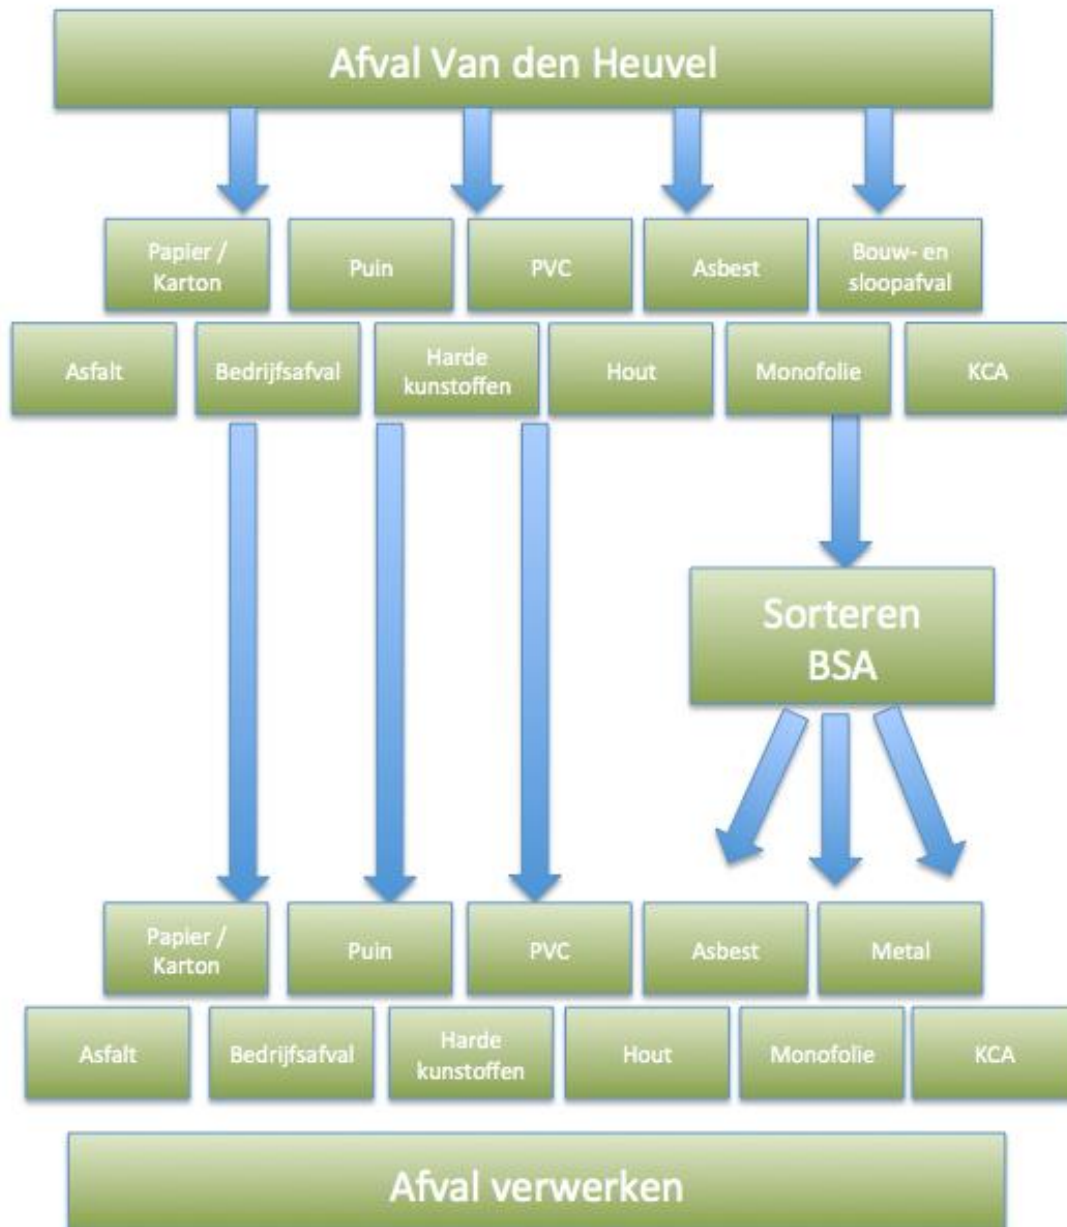 Afval Van den Heuvel
Papier /
Karton
Puin
PVC
Asbest
Bouw- en
sloopafval
Asfalt
Bedrijfsafval
Harde
kunstoffen
Hout
Monofolie
KCA
Sorteren
BSA
Papier /
Karton
Puin
PVC
Asbest
Metal
Asfalt
Bedrijfsafval
Harde
kunstoffen
Hout
Monofolie
KCA
Afval verwerken